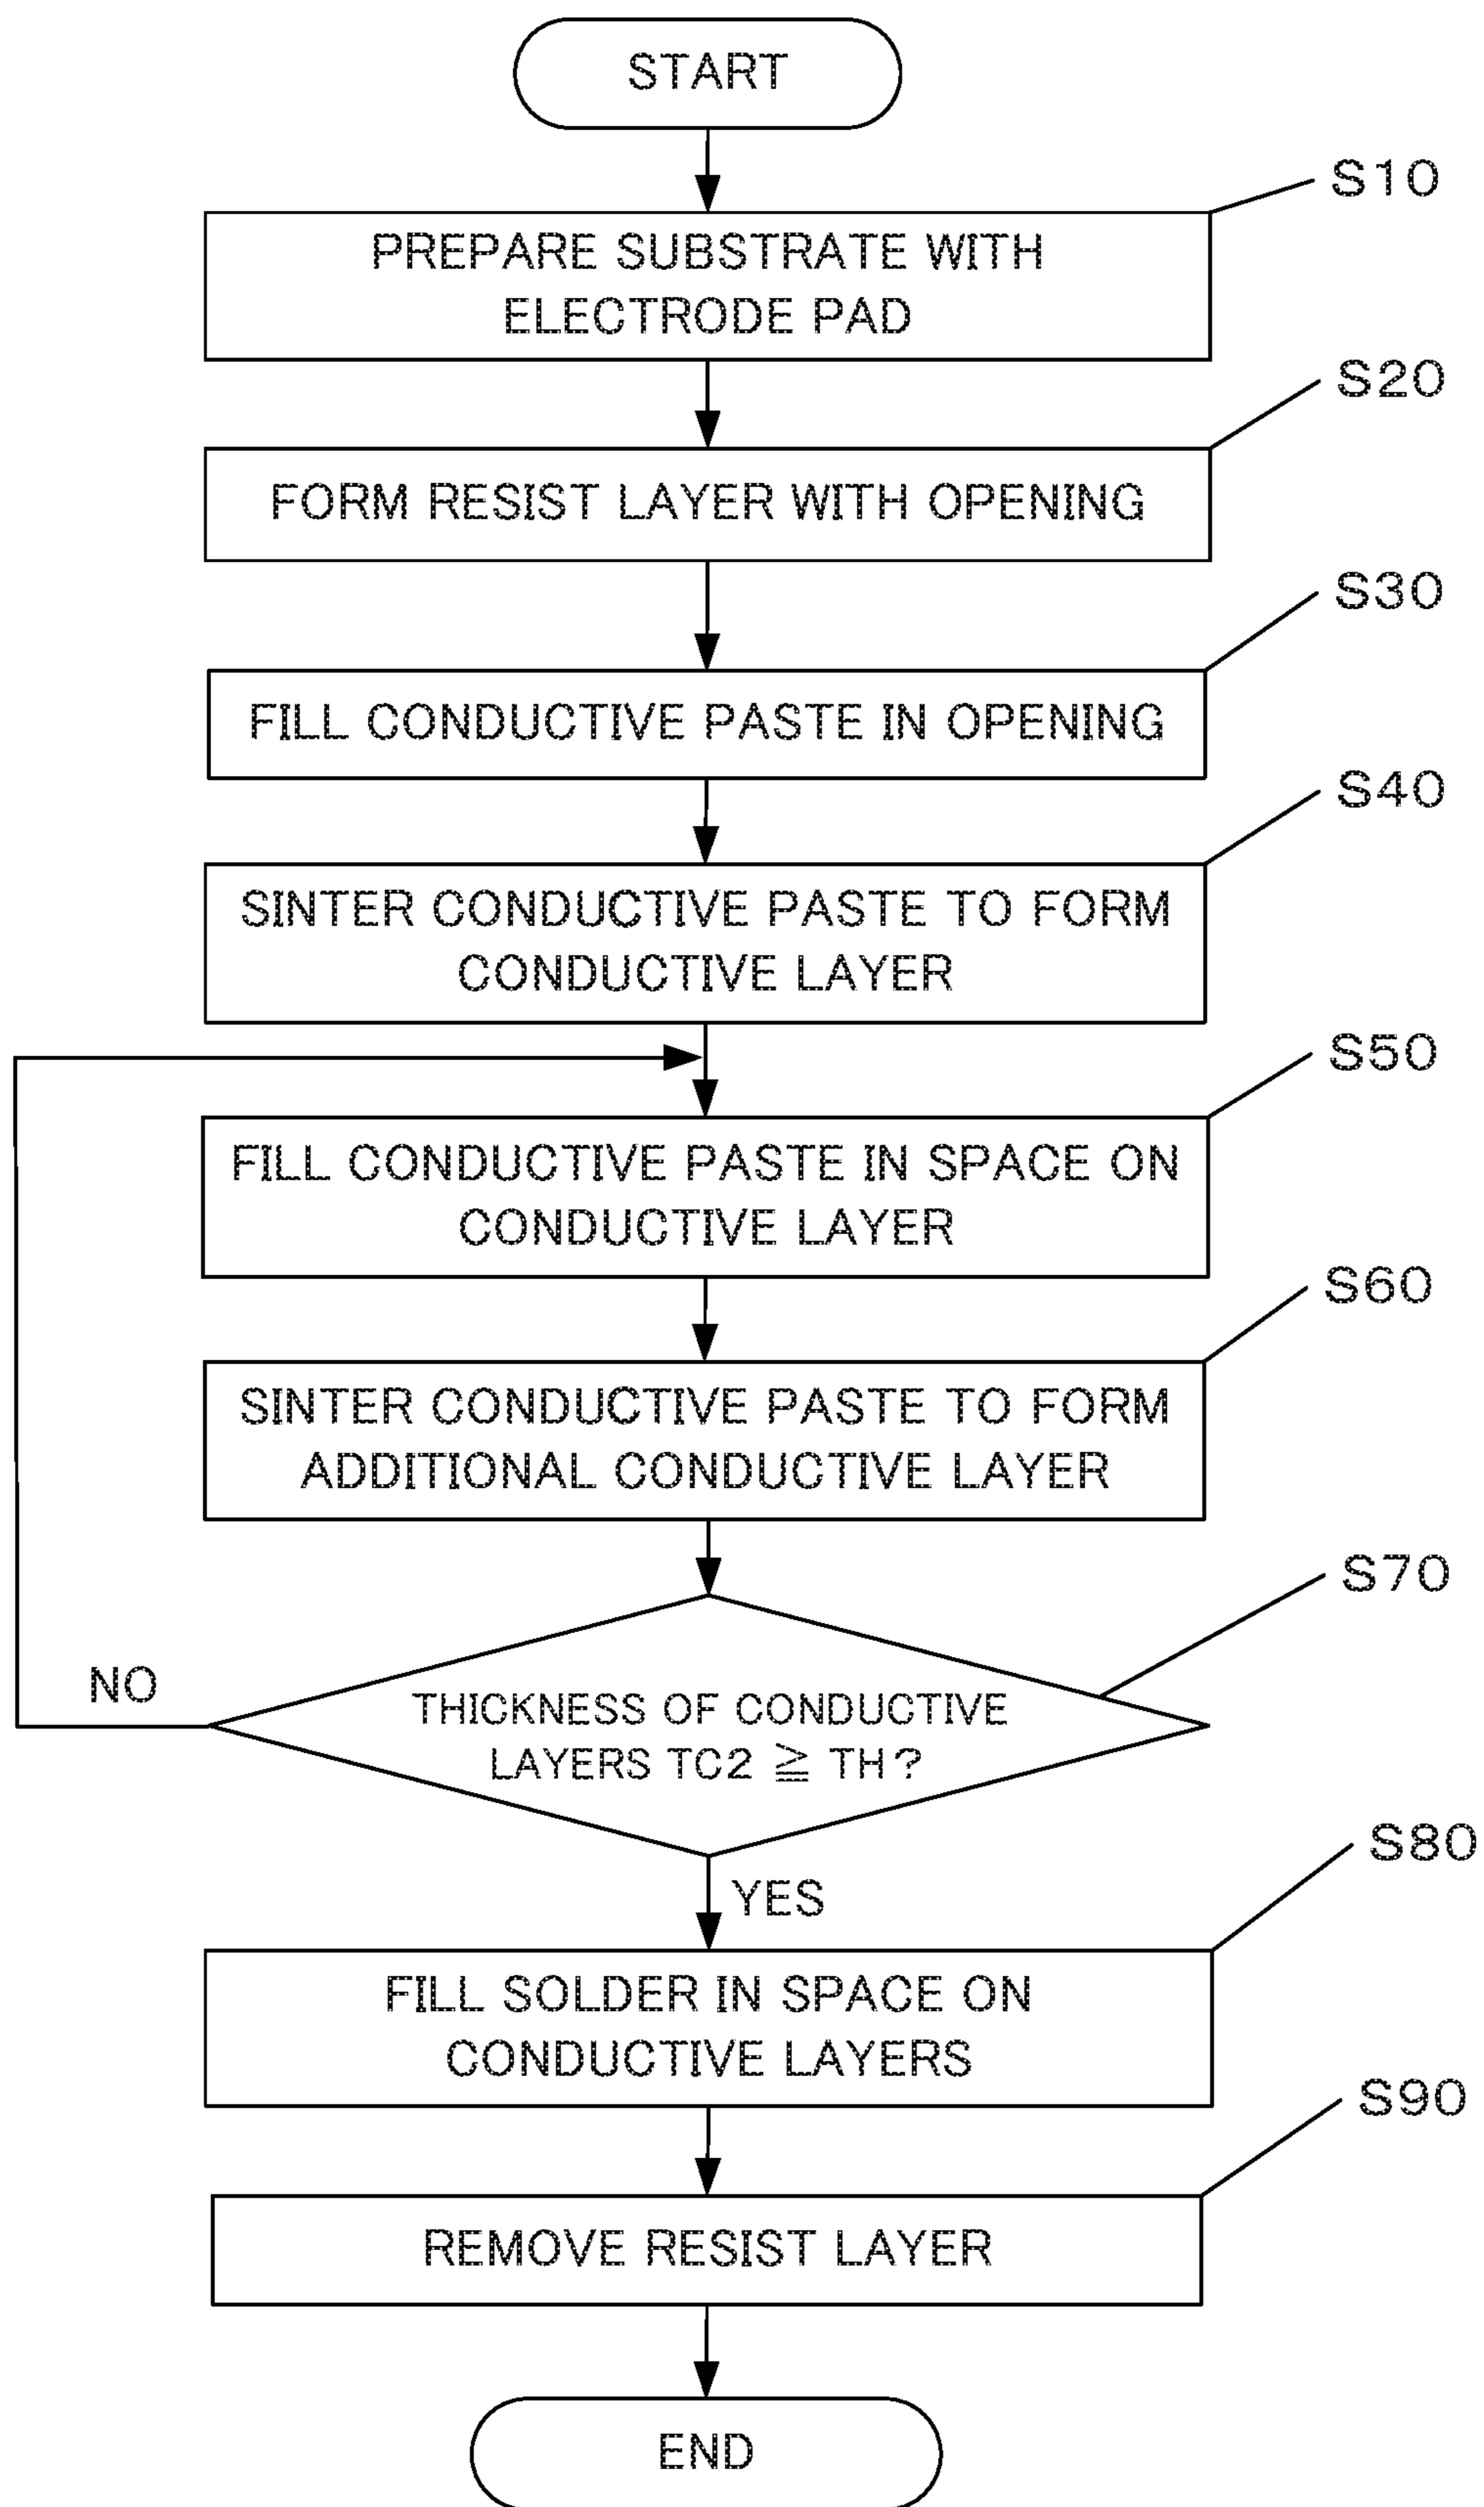 START
S10
PREPARE SUBSTRATE WITH
ELECTRODE PAD
S20
FORM RESIST LAYER WITH OPENING
S30
FILL CONDUCTIVE PASTE IN OPENING
S40
SINTER CONDUCTIVE PASTE TO FORM
CONDUCTIVE LAYER
S50
FILL CONDUCTIVE PASTE IN SPACE ON
CONDUCTIVE LAYER
S60
SINTER CONDUCTIVE PASTE TO FORM
ADDITIONAL CONDUCTIVE LAYER
S70
NO
THICKNESS OF CONDUCTIVE
LAYERS TC2 ≧ TH?
YES
S80
FILL SOLDER IN SPACE ON
CONDUCTIVE LAYERS
S90
REMOVE RESIST LAYER
END